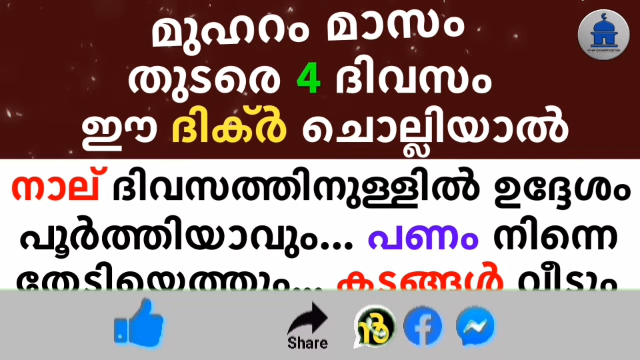 മുഹറം മാസം
തുടരെ 4 ദിവസം
ഈ ദിക്ർ ചൊല്ലിയാൽ
നാല് ദിവസത്തിനുള്ളിൽ ഉദ്ദേശം
പൂർത്തിയാവും... പണം നിന്നെ
തേടിയെത്തും... കടങ്ങൾ വീടും
Share